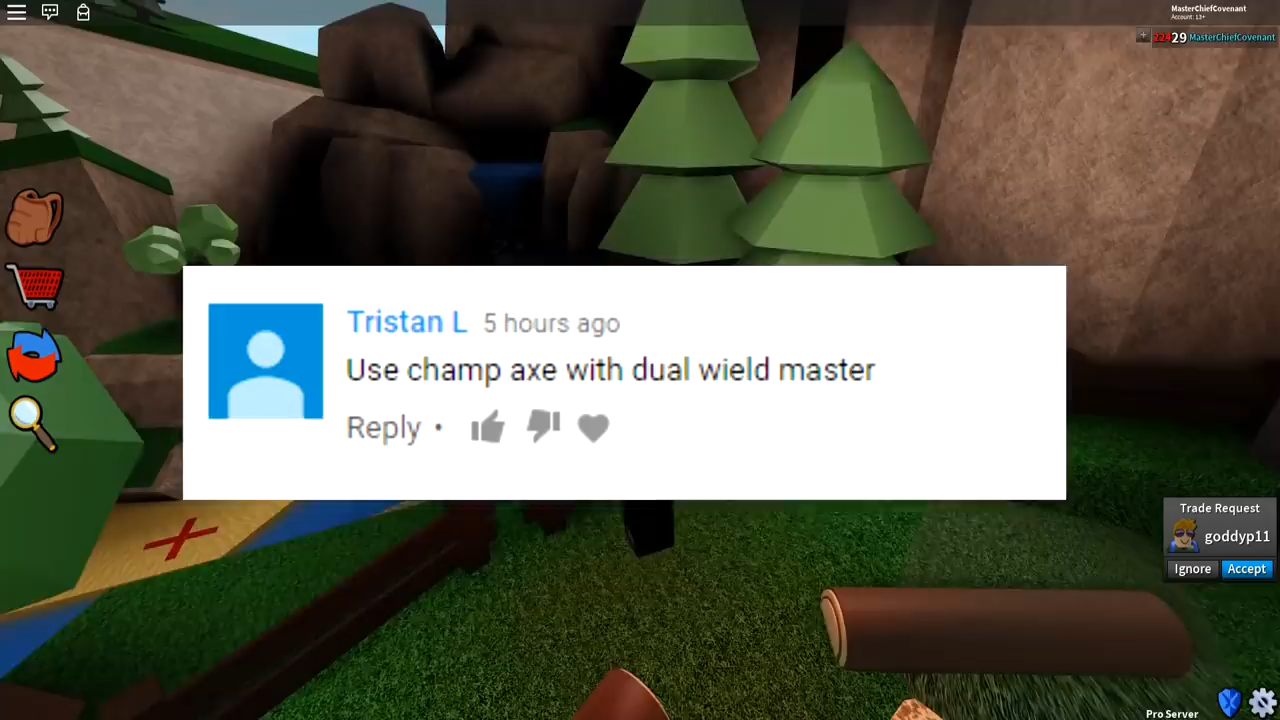 MasterChiefCovenant
Account: 13+
22429 MasterChiefCovenant
Tristan L 5 hours ago
Use champ axe with dual wield master
Reply •
Trade Request
goddyp11
Ignore Accept
Pro Server